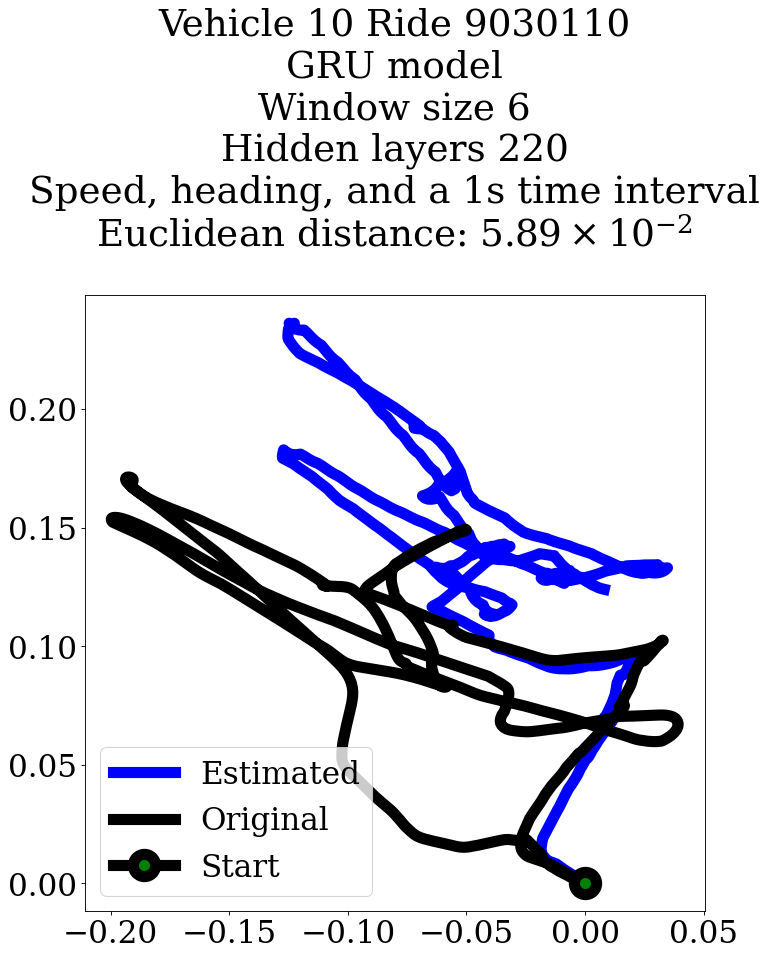 Vehicle 10 Ride 9030110
GRU model
Window size 6
Hidden layers 220
Speed, heading, and a 1s time interval
Euclidean distance: 5.89 × 10⁻²
0.20
0.15
0.10
0.05
0.00
Estimated
Original
Start
−0.20 −0.15 −0.10 −0.05 0.00 0.05